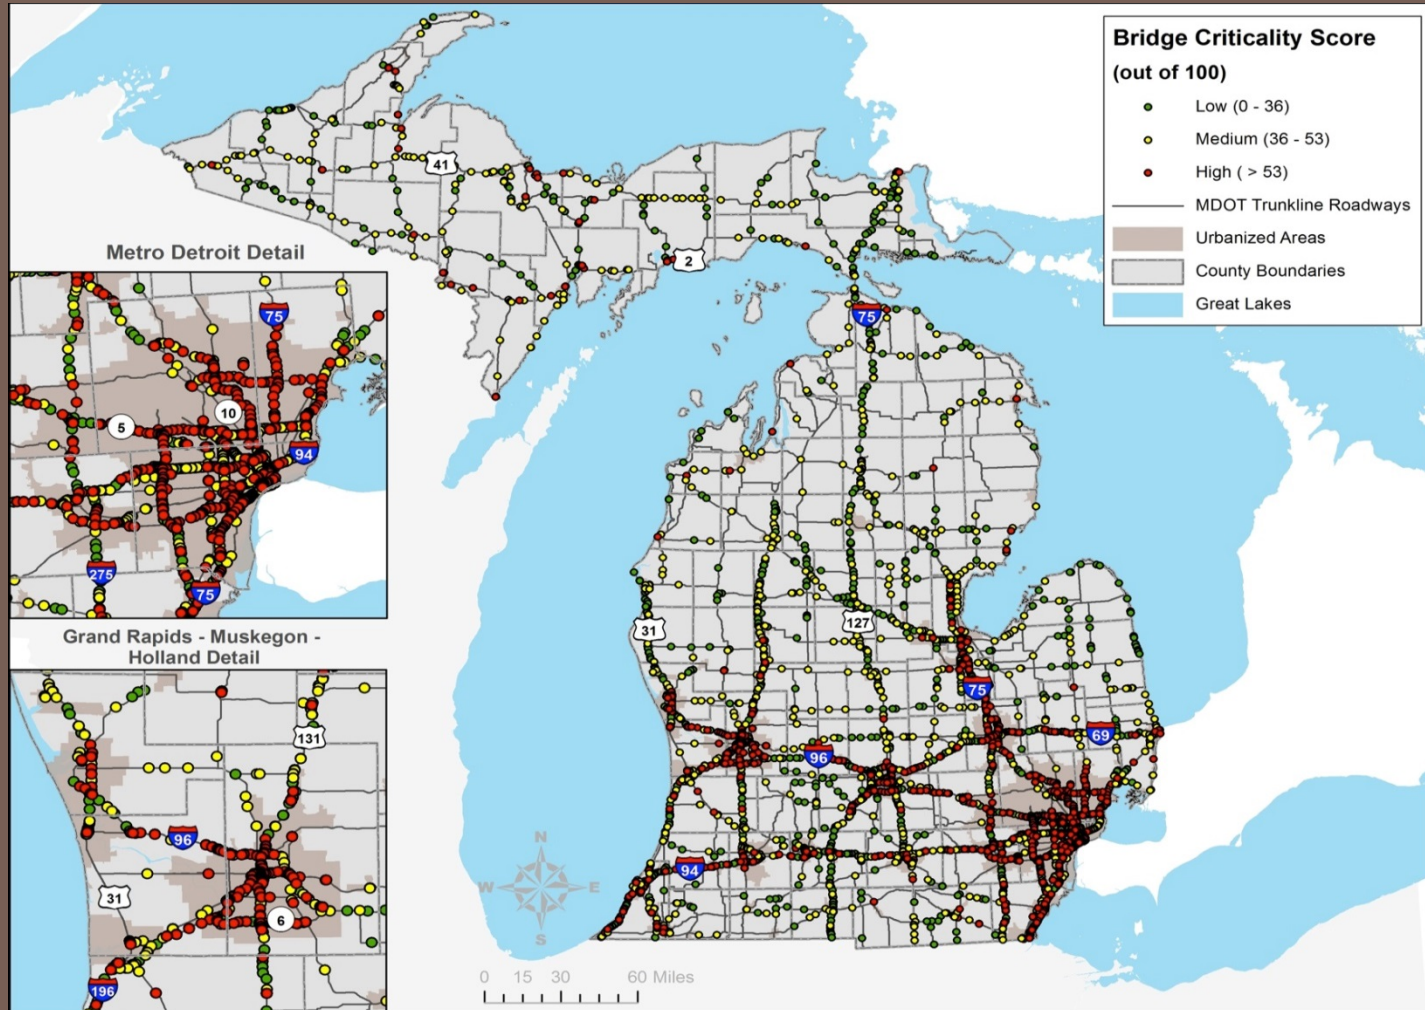 Bridge Criticality Score
(out of 100)
Low (0 - 36)
Medium (36 - 53)
High ( > 53)
MDOT Trunkline Roadways
Urbanized Areas
County Boundaries
Great Lakes
41
2
75
Metro Detroit Detail
75
10
5
94
275
75
Grand Rapids - Muskegon -
Holland Detail
131
96
31
6
196
31
127
75
69
96
94
N
W E
S
0 15 30 60 Miles